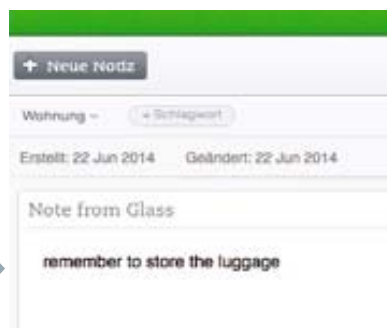 + Neue Notiz
Wohnung + Schlagwort
Erstellt: 22 Jun 2014 Geändert: 22 Jun 2014
Note from Glass
remember to store the luggage